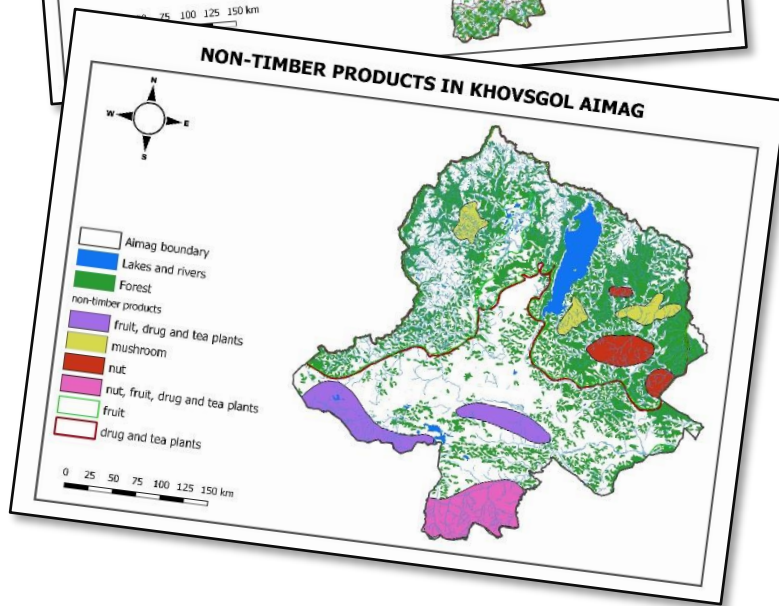 75 100 125 150 km
NON-TIMBER PRODUCTS IN KHOVSGOL AIMAG
N
W E
S
Aimag boundary
Lakes and rivers
Forest
non-timber products
fruit, drug and tea plants
mushroom
nut
nut, fruit, drug and tea plants
fruit
drug and tea plants
0 25 50 75 100 125 150 km